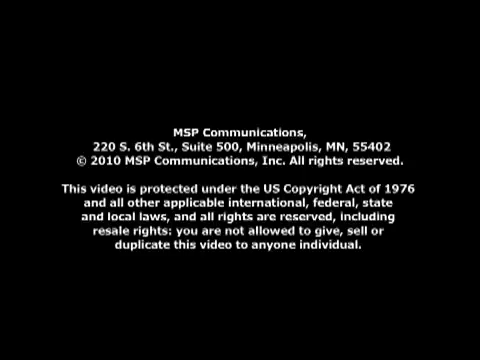 MSP Communications,
220 S. 6th St., Suite 500, Minneapolis, MN, 55402
© 2010 MSP Communications, Inc. All rights reserved.
This video is protected under the US Copyright Act of 1976
and all other applicable international, federal, state
and local laws, and all rights are reserved, including
resale rights: you are not allowed to give, sell or
duplicate this video to anyone individual.